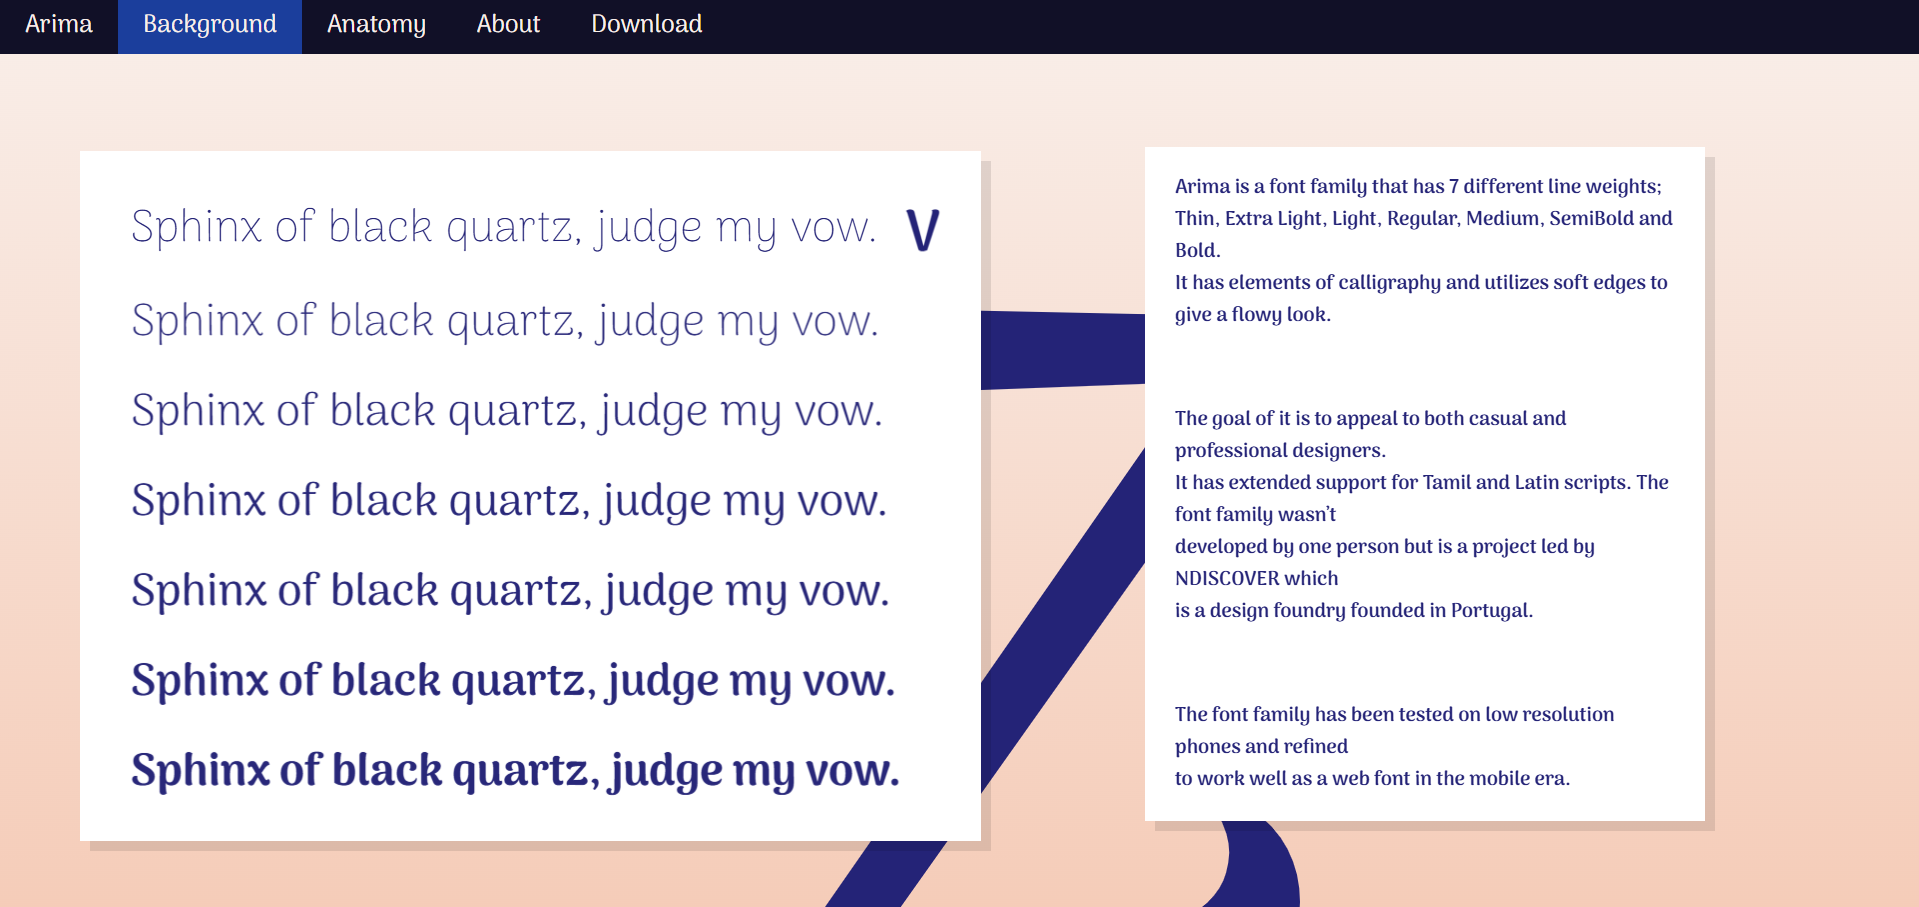 Arima Background Anatomy About Download
Sphinx of black quartz, judge my vow. V
Sphinx of black quartz, judge my vow.
Sphinx of black quartz, judge my vow.
Sphinx of black quartz, judge my vow.
Sphinx of black quartz, judge my vow.
Sphinx of black quartz, judge my vow.
Sphinx of black quartz, judge my vow.
Arima is a font family that has 7 different line weights;
Thin, Extra Light, Light, Regular, Medium, SemiBold and
Bold.
It has elements of calligraphy and utilizes soft edges to
give a flowy look.
The goal of it is to appeal to both casual and
professional designers.
It has extended support for Tamil and Latin scripts. The
font family wasn’t
developed by one person but is a project led by
NDISCOVER which
is a design foundry founded in Portugal.
The font family has been tested on low resolution
phones and refined
to work well as a web font in the mobile era.